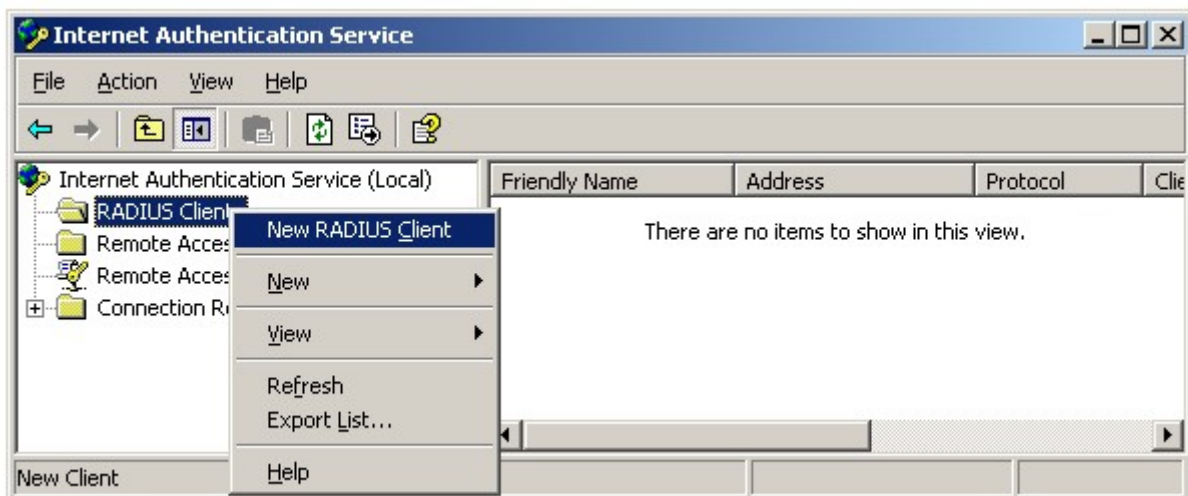 Internet Authentication Service
File Action View Help
Internet Authentication Service (Local)
RADIUS Client
Remote Acces
Remote Acces
Connection R
Friendly Name Address Protocol Clie
There are no items to show in this view.
New RADIUS Client
New
View
Refresh
Export List...
Help
New Client